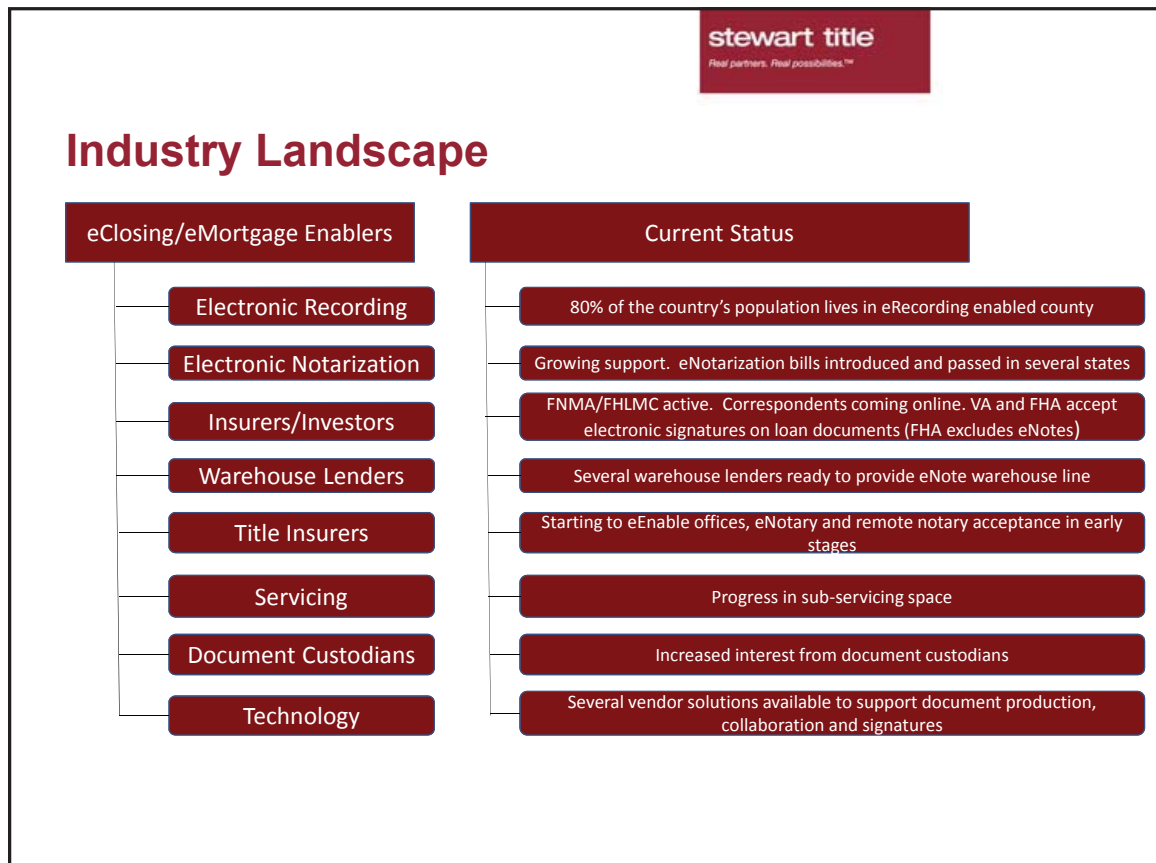 stewart title
Real partners. Real possibilities.™
Industry Landscape
eClosing/eMortgage Enablers
Current Status
Electronic Recording
80% of the country’s population lives in eRecording enabled county
Electronic Notarization
Growing support.  eNotarization bills introduced and passed in several states
Insurers/Investors
FNMA/FHLMC active.  Correspondents coming online. VA and FHA accept
electronic signatures on loan documents (FHA excludes eNotes)
Warehouse Lenders
Several warehouse lenders ready to provide eNote warehouse line
Title Insurers
Starting to eEnable offices, eNotary and remote notary acceptance in early
stages
Servicing
Progress in sub-servicing space
Document Custodians
Increased interest from document custodians
Technology
Several vendor solutions available to support document production,
collaboration and signatures